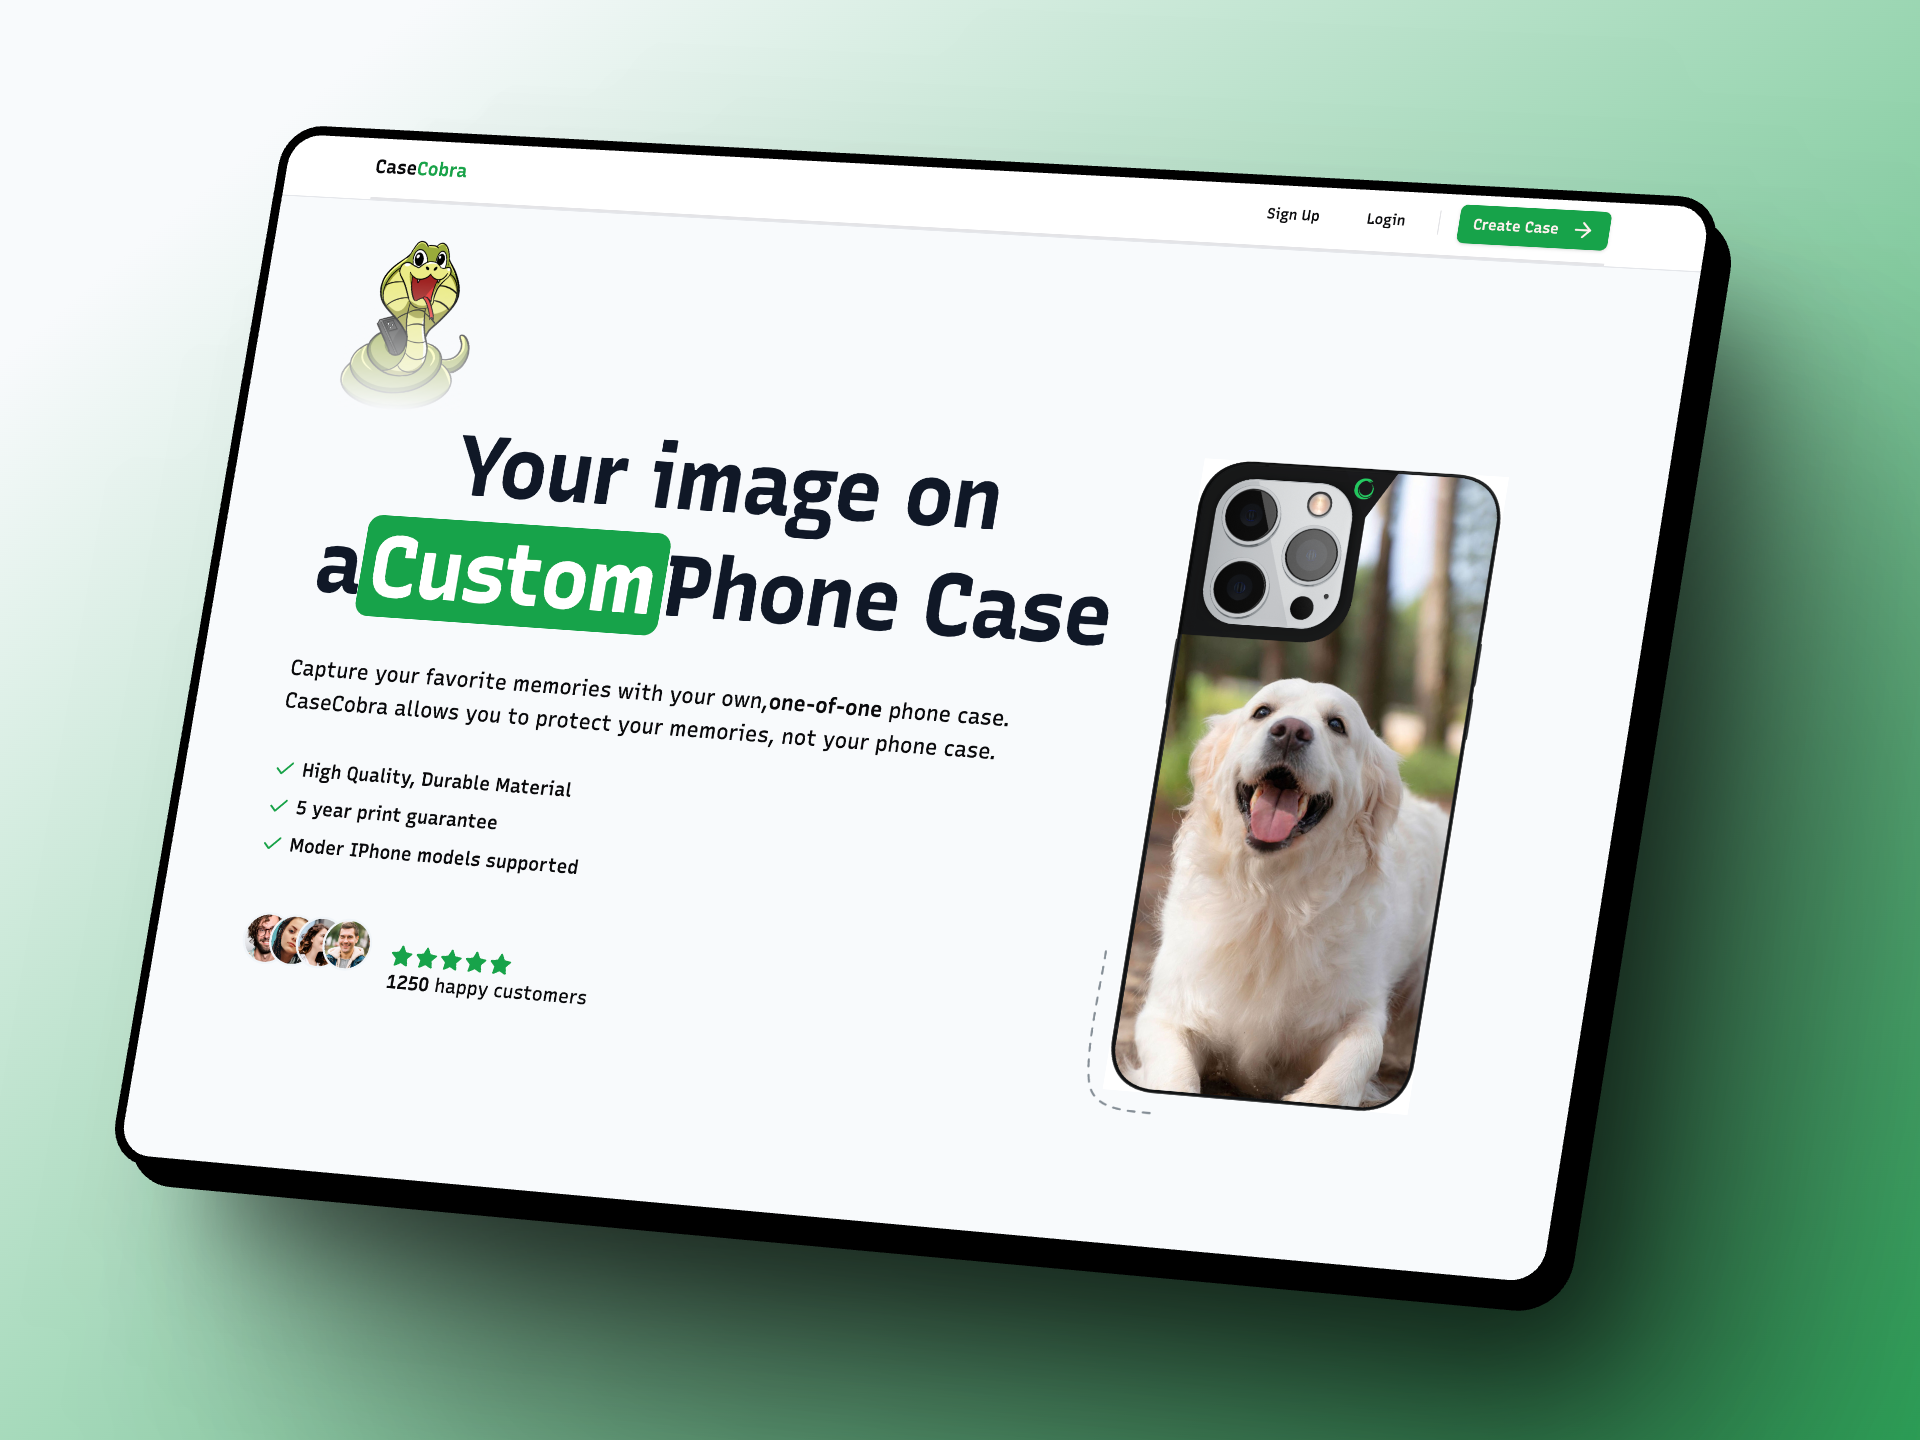 CaseCobra
Sign Up
Login
Create Case
Your image on
a Custom Phone Case
Capture your favorite memories with your own,one-of-one phone case.
CaseCobra allows you to protect your memories, not your phone case.
High Quality, Durable Material
5 year print guarantee
Moder IPhone models supported
1250 happy customers